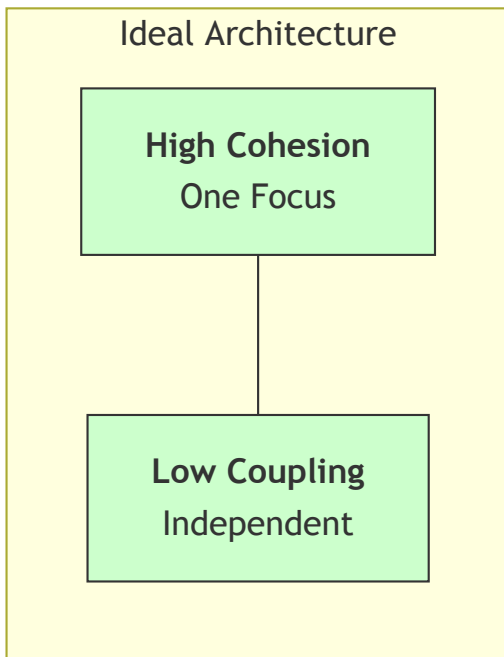 Ideal Architecture
High Cohesion
One Focus
Low Coupling
Independent